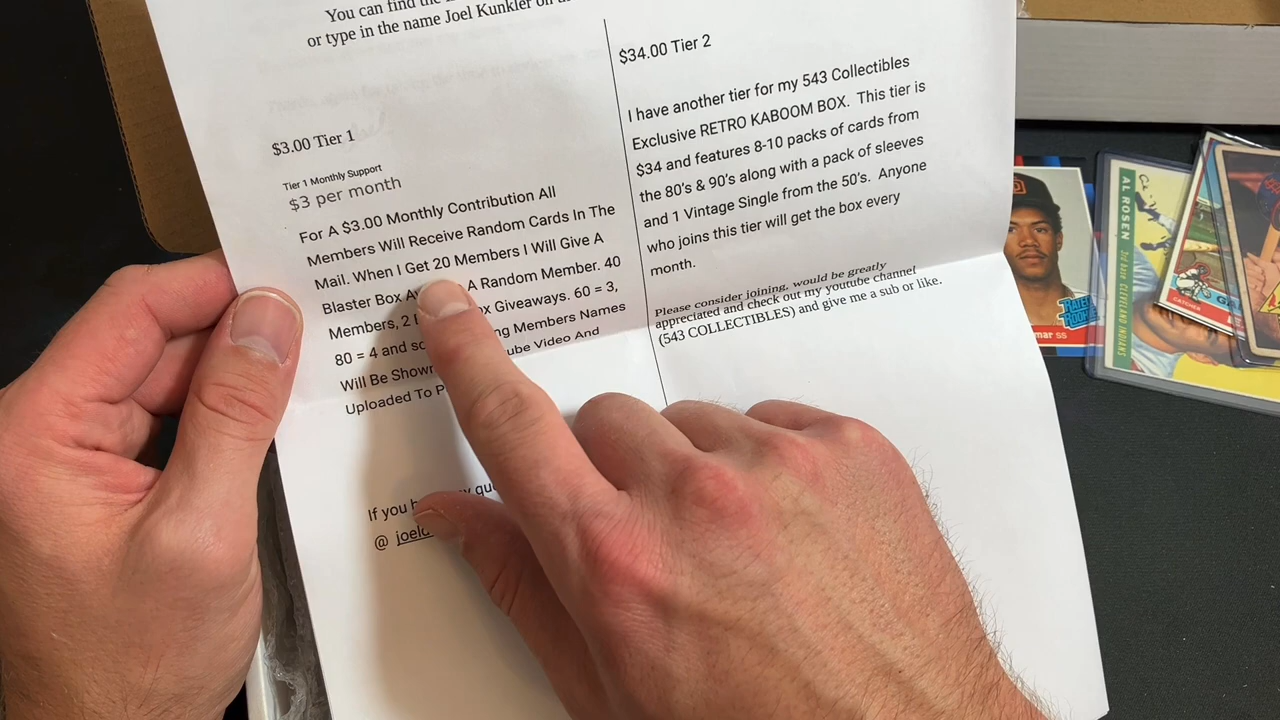 You can find the
or type in the name Joel Kunkler on
$3.00 Tier 1
Tier 1 Monthly Support
$3 per month
For A $3.00 Monthly Contribution All
Members Will Receive Random Cards In The
Mail. When I Get 20 Members I Will Give A
Blaster Box A Random Member. 40
Members, 2 Giveaways. 60 = 3,
80 = 4 and Members Names
Will Be Video And
Uploaded To
If you
@
$34.00 Tier 2
I have another tier for my 543 Collectibles
Exclusive RETRO KABOOM BOX. This tier is
$34 and features 8-10 packs of cards from
the 80's & 90's along with a pack of sleeves
and 1 Vintage Single from the 50's. Anyone
who joins this tier will get the box every
month.
Please consider joining, would be greatly
appreciated and check out my youtube channel
(543 COLLECTIBLES) and give me a sub or like.
RATED
ROOKIE
SS
AL ROSEN 3rd base CLEVELAND INDIANS
CATCHER